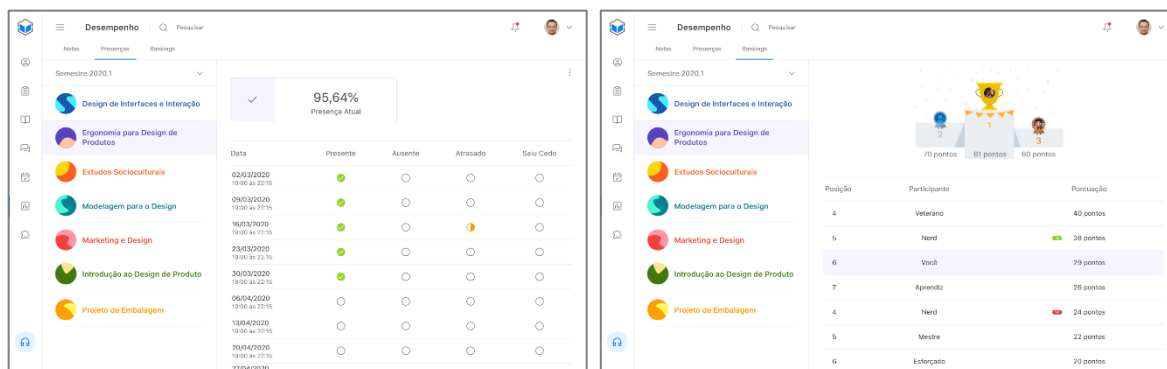 Desempenho Pesquisar
Notas Presenças Rankings
Semestre 2020.1
Design de Interfaces e Interação
Ergonomia para Design de
Produtos
Estudos Socioculturais
Modelagem para o Design
Marketing e Design
Introdução ao Design de Produto
Projeto de Embalagem
95,64%
Presença Atual
Data Presente Ausente Atrasado Saiu Cedo
02/03/2020
19:00 às 22:15
09/03/2020
19:00 às 22:15
16/03/2020
19:00 às 22:15
23/03/2020
19:00 às 22:15
30/03/2020
19:00 às 22:15
06/04/2020
19:00 às 22:15
13/04/2020
19:00 às 22:15
20/04/2020
19:00 às 22:15
27/04/2020
Desempenho Pesquisar
Notas Presenças Rankings
Semestre 2020.1
Design de Interfaces e Interação
Ergonomia para Design de
Produtos
Estudos Socioculturais
Modelagem para o Design
Marketing e Design
Introdução ao Design de Produto
Projeto de Embalagem
1
2
3
70 pontos 81 pontos 60 pontos
Posição Participante Pontuação
4 Veterano 40 pontos
5 Nerd 38 pontos
6 Você 29 pontos
7 Aprendiz 26 pontos
4 Nerd 24 pontos
5 Mestre 22 pontos
6 Esforçado 20 pontos